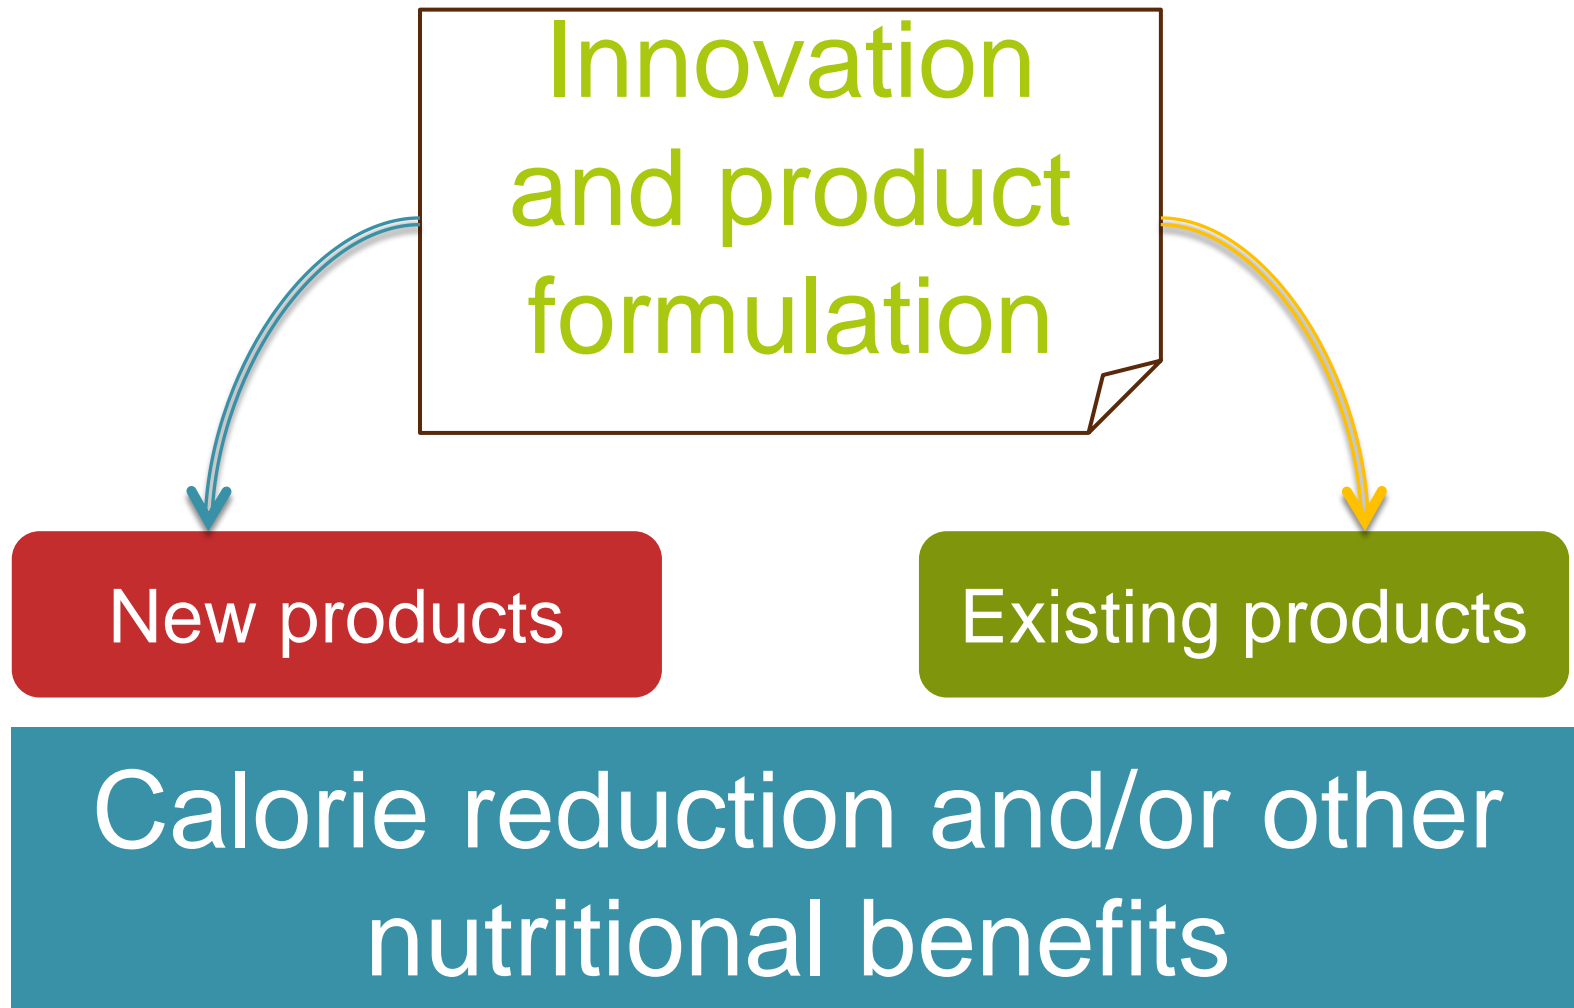 Innovation
and product
formulation
New products
Existing products
Calorie reduction and/or other
nutritional benefits